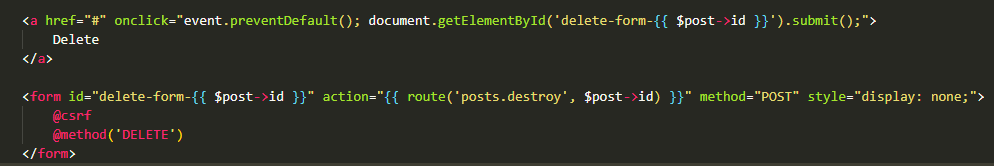 <a href="#" onclick="event.preventDefault(); document.getElementById('delete-form-{{ $post->id }}').submit();">
Delete
</a>
<form id="delete-form-{{ $post->id }}" action="{{ route('posts.destroy', $post->id) }}" method="POST" style="display: none;">
@csrf
@method('DELETE')
</form>